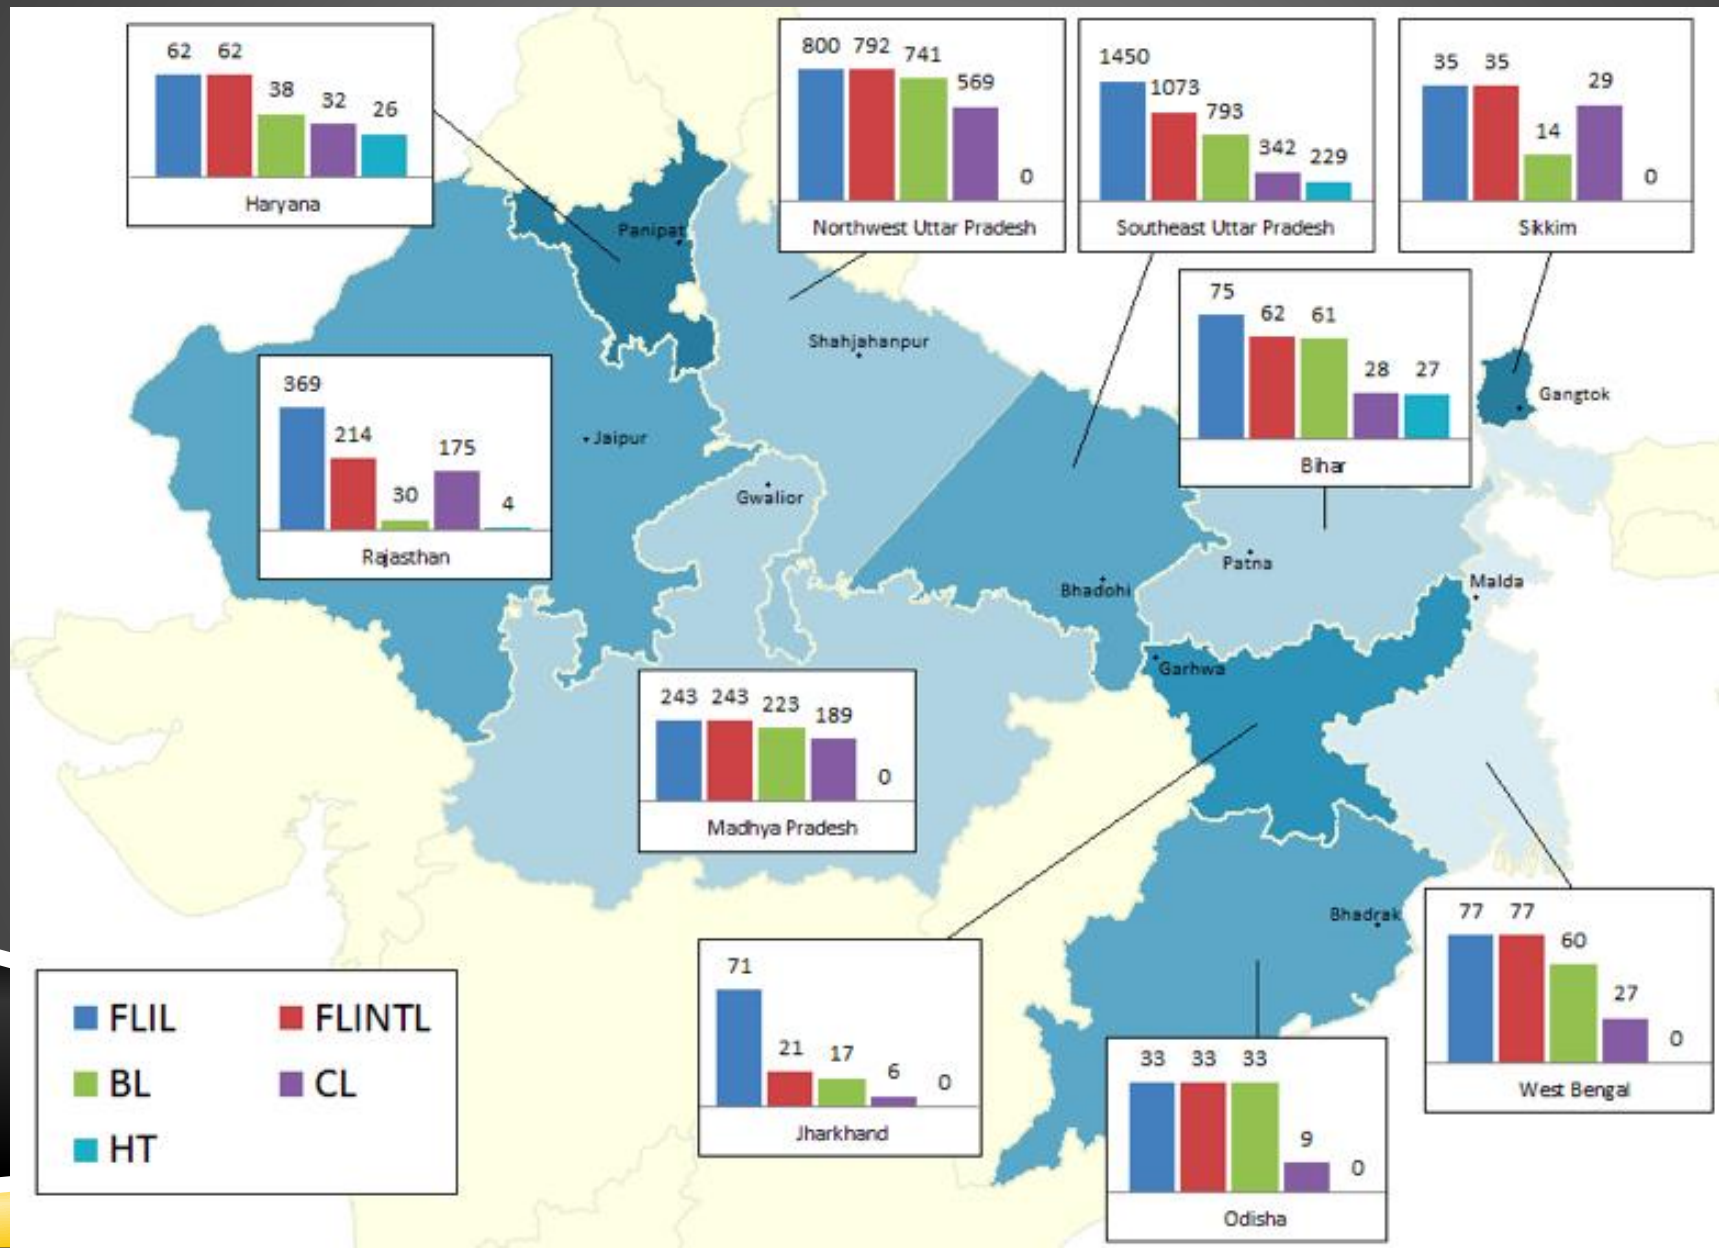 62 62 38 32 26
Haryana
800 792 741 569 0
Northwest Uttar Pradesh
1450 1073 793 342 229
Southeast Uttar Pradesh
35 35 14 29 0
Sikkim
75 62 61 28 27
Bihar
369 214 30 175 4
Rajasthan
243 243 223 189 0
Madhya Pradesh
71 21 17 6 0
Jharkhand
33 33 33 9 0
Odisha
77 77 60 27 0
West Bengal
Panipat
Shahjahanpur
Jaipur
Gwalior
Gangtok
Patna
Bhadohi
Malda
Garhwa
Bhadrak
FLIL FLINTL
BL CL
HT